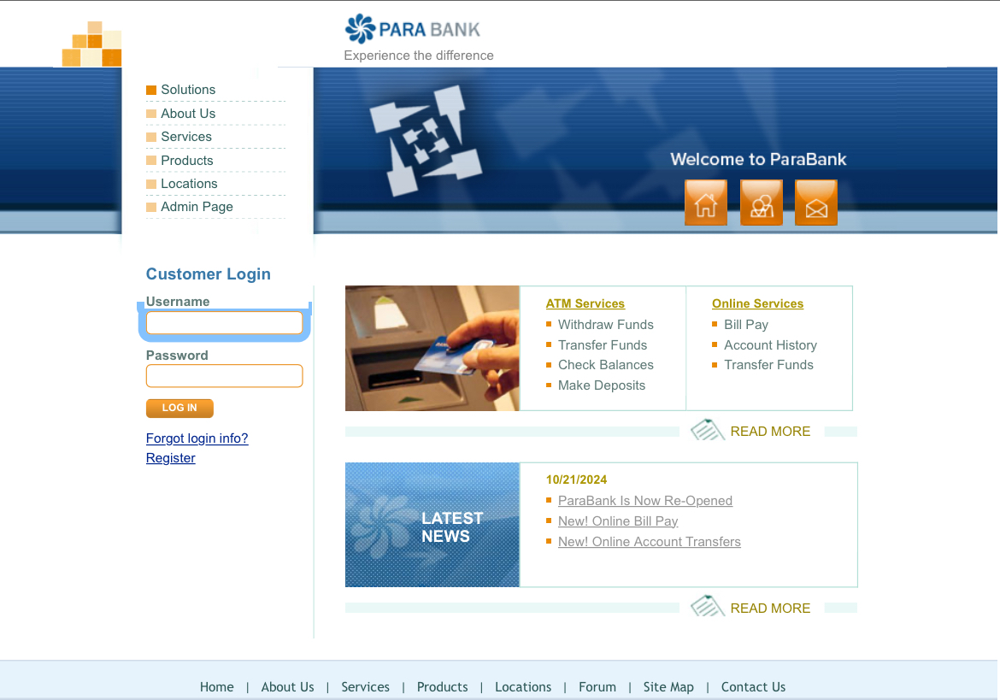 PARA BANK
Experience the difference
Solutions
About Us
Services
Products
Locations
Admin Page
Welcome to ParaBank
Customer Login
Username
Password
LOG IN
Forgot login info?
Register
ATM Services
Withdraw Funds
Transfer Funds
Check Balances
Make Deposits
Online Services
Bill Pay
Account History
Transfer Funds
READ MORE
LATEST
NEWS
10/21/2024
ParaBank Is Now Re-Opened
New! Online Bill Pay
New! Online Account Transfers
READ MORE
Home | About Us | Services | Products | Locations | Forum | Site Map | Contact Us